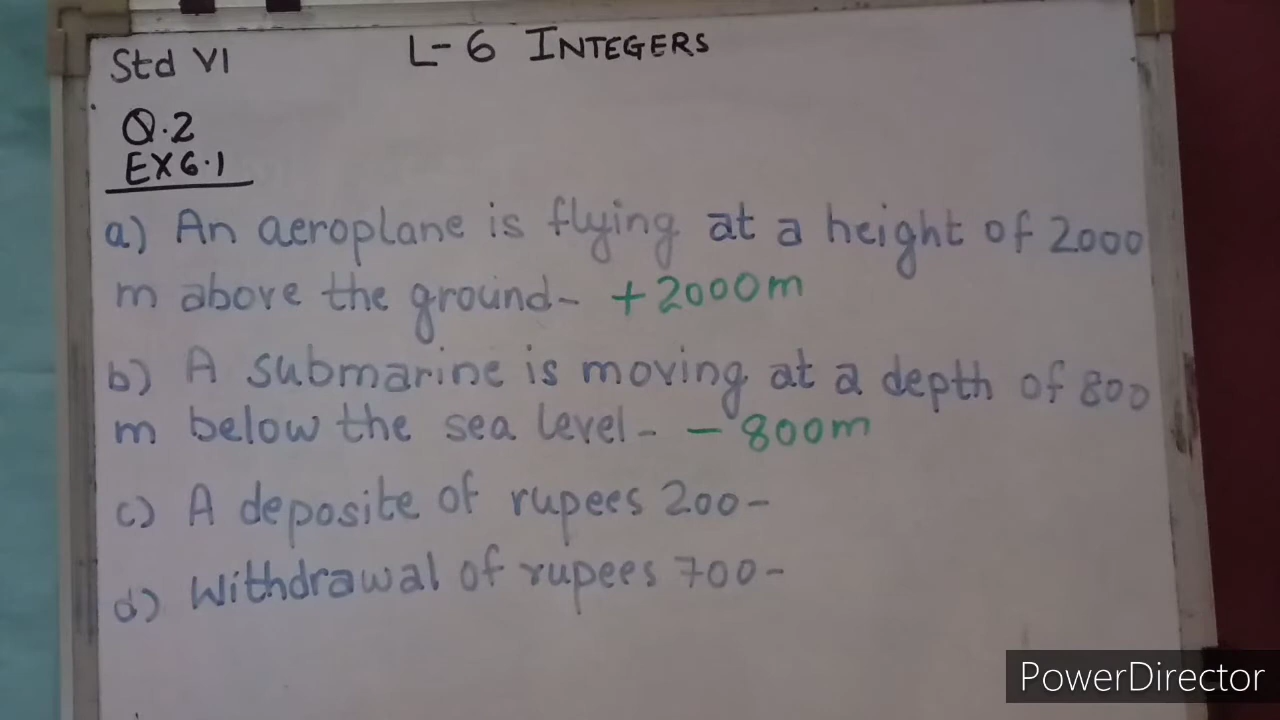 Std VI L-6 INTEGERS
Q.2
EX 6.1
a) An aeroplane is flying at a height of 2000
m above the ground- +2000m
b) A submarine is moving at a depth of 800
m below the sea level- - 800m
c) A deposite of rupees 200-
d) Withdrawal of rupees 700-
PowerDirector